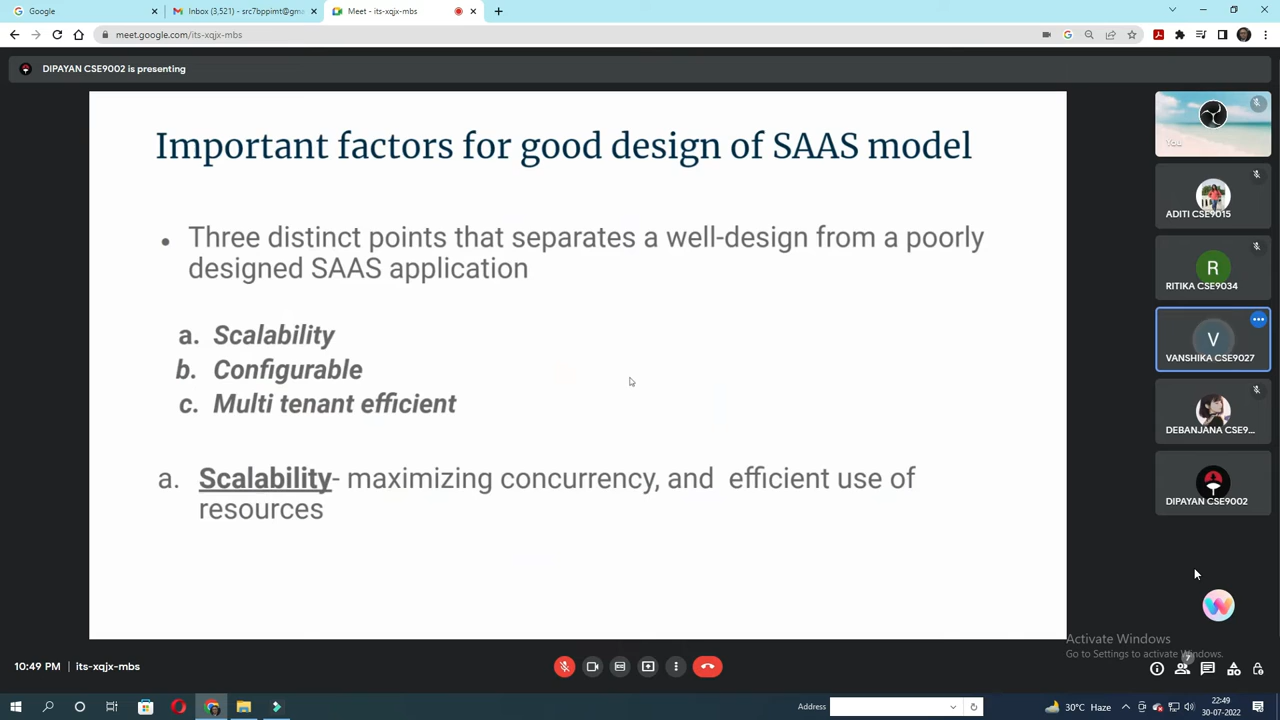 Google
Inbox (3,521) - src7bppimt@gm
Meet - its-xqjx-mbs
meet.google.com/its-xqjx-mbs
DIPAYAN CSE9002 is presenting
Important factors for good design of SAAS model
Three distinct points that separates a well-design from a poorly
designed SAAS application
a. Scalability
b. Configurable
c. Multi tenant efficient
a. Scalability- maximizing concurrency, and efficient use of
resources
You
ADITI CSE9015
R
RITIKA CSE9034
V
VANSHIKA CSE9027
DEBANJANA CSE9...
DIPAYAN CSE9002
Activate Windows
Go to Settings to activate Windows.
10:49 PM | its-xqjx-mbs
7
Address
30°C Haze
22:49
30-07-2022